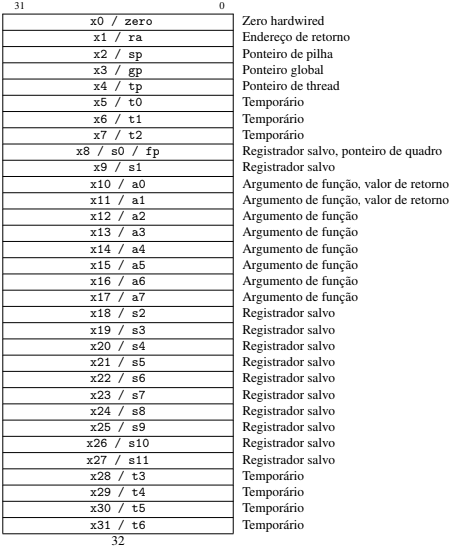 31 0
x0 / zero Zero hardwired
x1 / ra Endereço de retorno
x2 / sp Ponteiro de pilha
x3 / gp Ponteiro global
x4 / tp Ponteiro de thread
x5 / t0 Temporário
x6 / t1 Temporário
x7 / t2 Temporário
x8 / s0 / fp Registrador salvo, ponteiro de quadro
x9 / s1 Registrador salvo
x10 / a0 Argumento de função, valor de retorno
x11 / a1 Argumento de função, valor de retorno
x12 / a2 Argumento de função
x13 / a3 Argumento de função
x14 / a4 Argumento de função
x15 / a5 Argumento de função
x16 / a6 Argumento de função
x17 / a7 Argumento de função
x18 / s2 Registrador salvo
x19 / s3 Registrador salvo
x20 / s4 Registrador salvo
x21 / s5 Registrador salvo
x22 / s6 Registrador salvo
x23 / s7 Registrador salvo
x24 / s8 Registrador salvo
x25 / s9 Registrador salvo
x26 / s10 Registrador salvo
x27 / s11 Registrador salvo
x28 / t3 Temporário
x29 / t4 Temporário
x30 / t5 Temporário
x31 / t6 Temporário
32